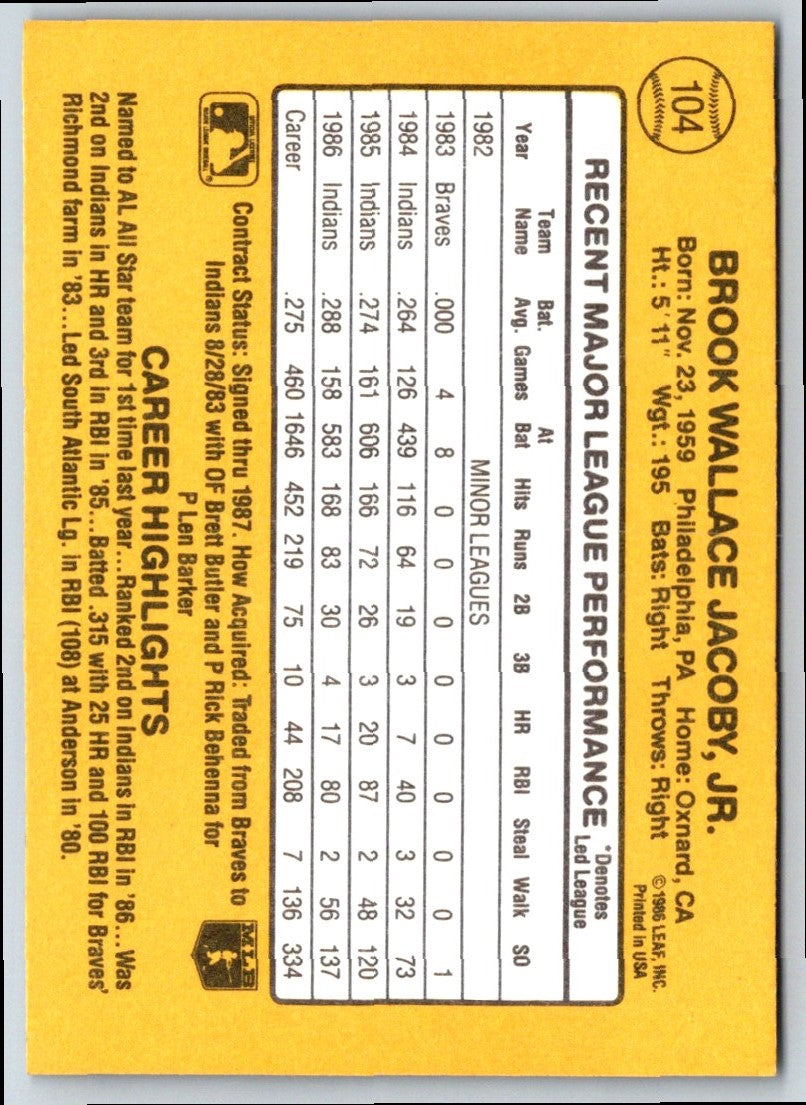 104
BROOK WALLACE JACOBY, JR.
Born: Nov. 23, 1959 Philadelphia, PA Home: Oxnard, CA
Ht.: 5' 11" Wgt.: 195 Bats: Right Throws: Right
© 1986 LEAF, INC.
Printed in USA
RECENT MAJOR LEAGUE PERFORMANCE
*Denotes
Led League
Team Bat. At
Year Name Avg. Games Bat Hits Runs 2B 3B HR RBI Steal Walk SO
1982 MINOR LEAGUES
1983 Braves .000 4 8 0 0 0 0 0 0 0 0 1
1984 Indians .264 126 439 116 64 19 3 7 40 3 32 73
1985 Indians .274 161 606 166 72 26 3 20 87 2 48 120
1986 Indians .288 158 583 168 83 30 4 17 80 2 56 137
Career .275 460 1646 452 219 75 10 44 208 7 136 334
Contract Status: Signed thru 1987. How Acquired: Traded from Braves to
Indians 8/28/83 with OF Brett Butler and P Rick Behenna for
P Len Barker
MLB
CAREER HIGHLIGHTS
Named to AL All Star team for 1st time last year...Ranked 2nd on Indians in RBI in '86...Was
2nd on Indians in HR and 3rd in RBI in '85...Batted .315 with 25 HR and 100 RBI for Braves'
Richmond farm in '83...Led South Atlantic Lg. in RBI (108) at Anderson in '80.